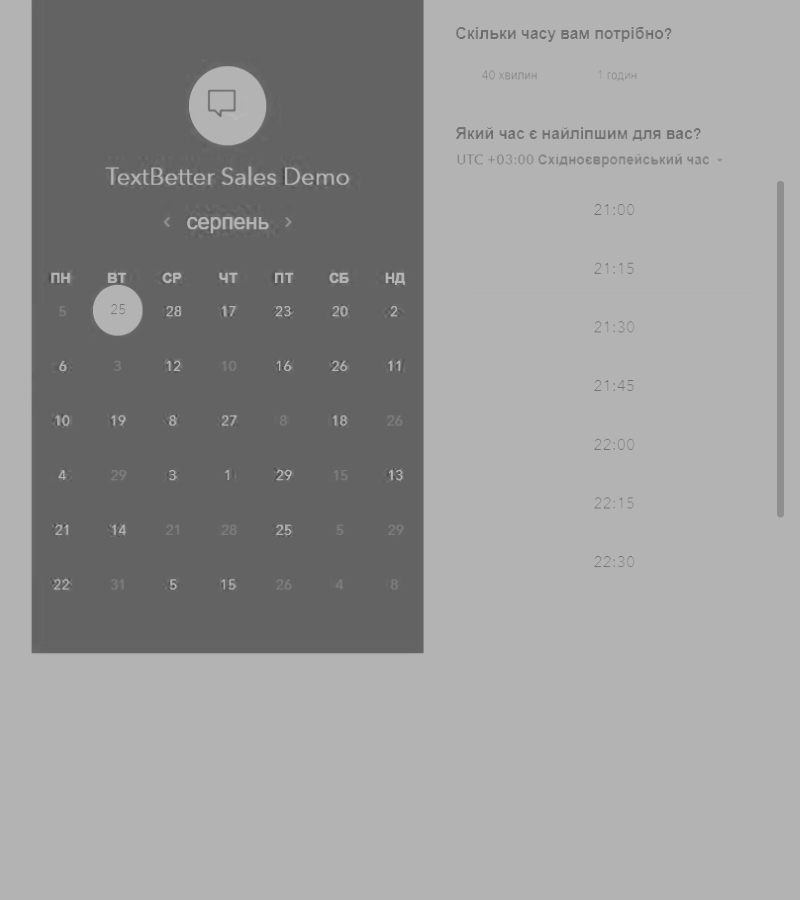 TextBetter Sales Demo
‹ серпень ›
ПН ВТ СР ЧТ ПТ СБ НД
5 25 28 17 23 20 2
6 3 12 10 16 26 11
10 19 8 27 8 18 26
4 29 3 1 29 15 13
21 14 21 28 25 5 29
22 31 5 15 26 4 8
Скільки часу вам потрібно?
40 хвилин 1 годин
Який час є найліпшим для вас?
UTC +03:00 Східноєвропейський час
21:00
21:15
21:30
21:45
22:00
22:15
22:30